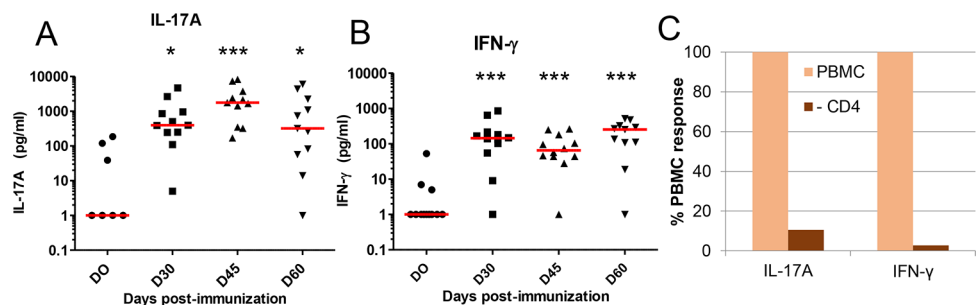 A
IL-17A
* *** *
IL-17A (pg/ml)
10000
1000
100
10
1
0.1
DO D30 D45 D60
Days post-immunization
B
IFN-γ
*** *** ***
IFN-γ (pg/ml)
10000
1000
100
10
1
0.1
DO D30 D45 D60
Days post-immunization
C
% PBMC response
100
80
60
40
20
0
PBMC
- CD4
IL-17A IFN-γ